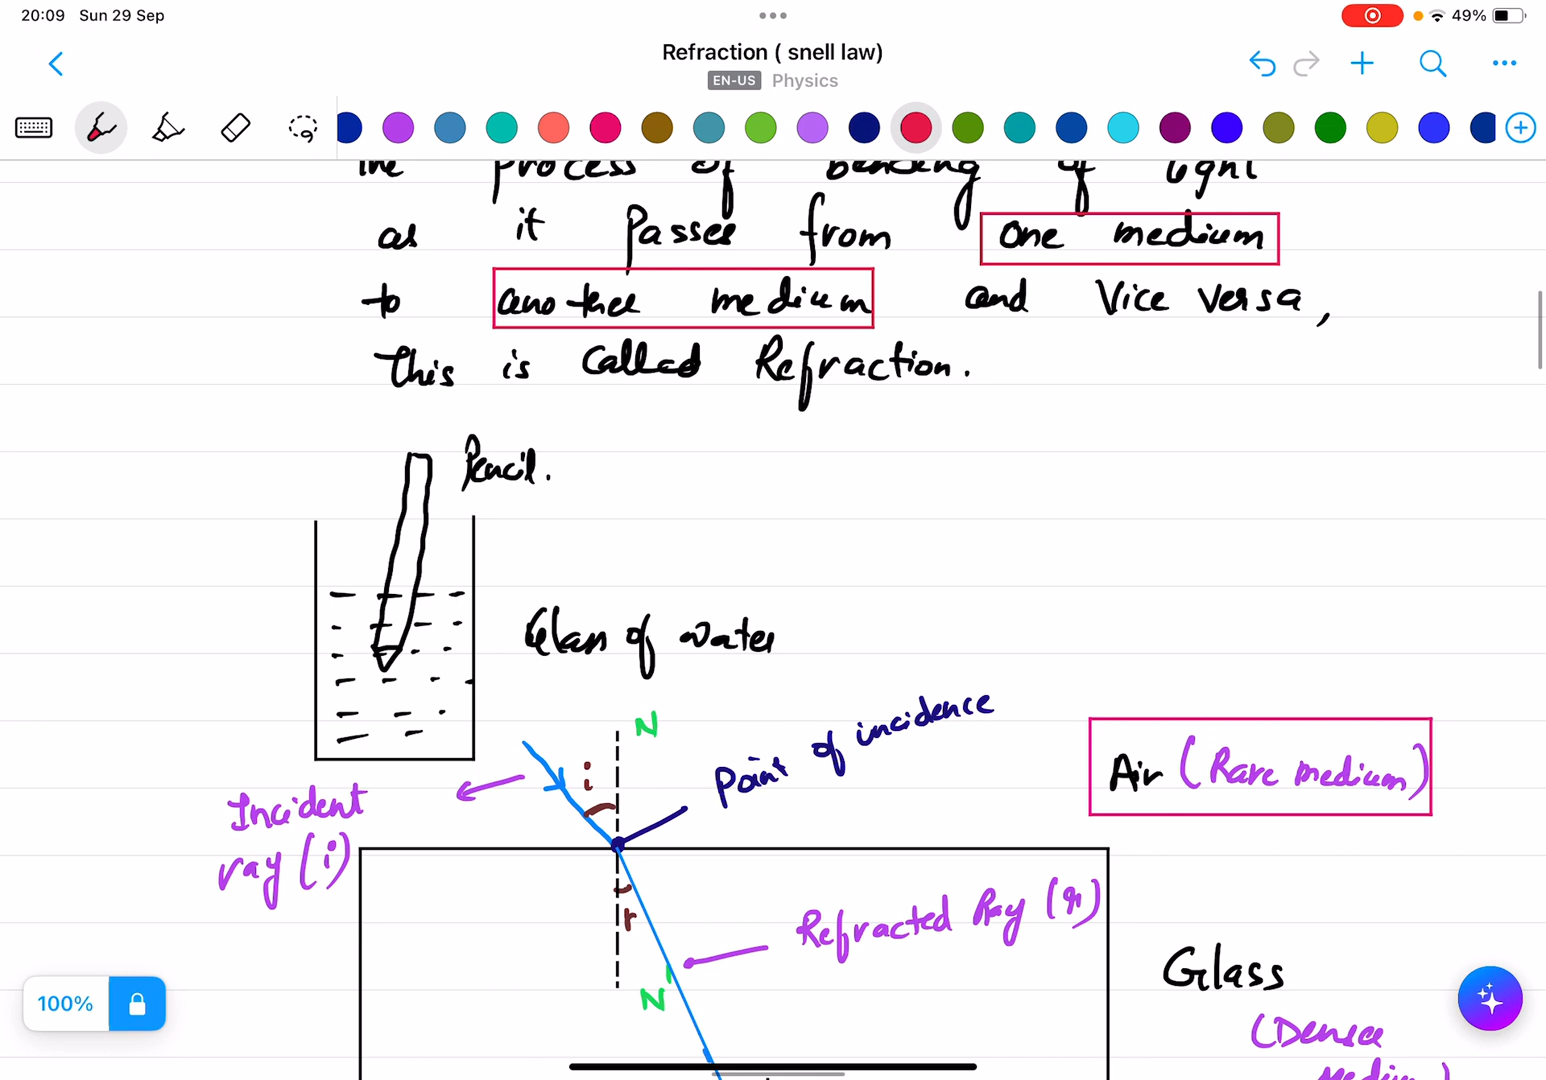 20:09 Sun 29 Sep
49%
Refraction ( snell law)
EN-US Physics
The process of bending of light
as it Passes from one medium
to another medium and Vice versa,
This is Called Refraction.
Pencil.
Glass of water
N
Point of incidence
i
Air (Rare medium)
Incident
ray (i)
r
Refracted Ray (r)
N'
Glass
(Denser
medium)
100%